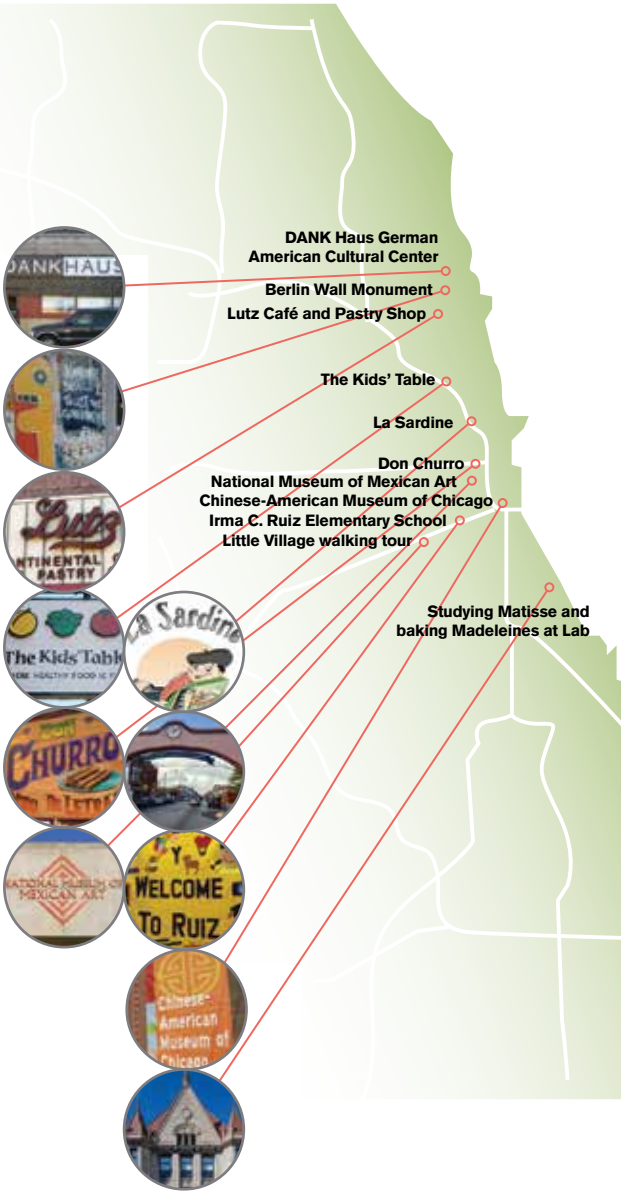 DANK Haus German
American Cultural Center
Berlin Wall Monument
Lutz Café and Pastry Shop
The Kids’ Table
La Sardine
Don Churro
National Museum of Mexican Art
Chinese-American Museum of Chicago
Irma C. Ruiz Elementary School
Little Village walking tour
Studying Matisse and
baking Madeleines at Lab
DANKHAUS
Lutz
NTINENTAL
PASTRY
The Kids' Tabl
La Sardine
DON
CHURRO
NATIONAL MUSEUM OF
MEXICAN ART
WELCOME
TO RUIZ
Chinese-
American
Museum of
Chicago